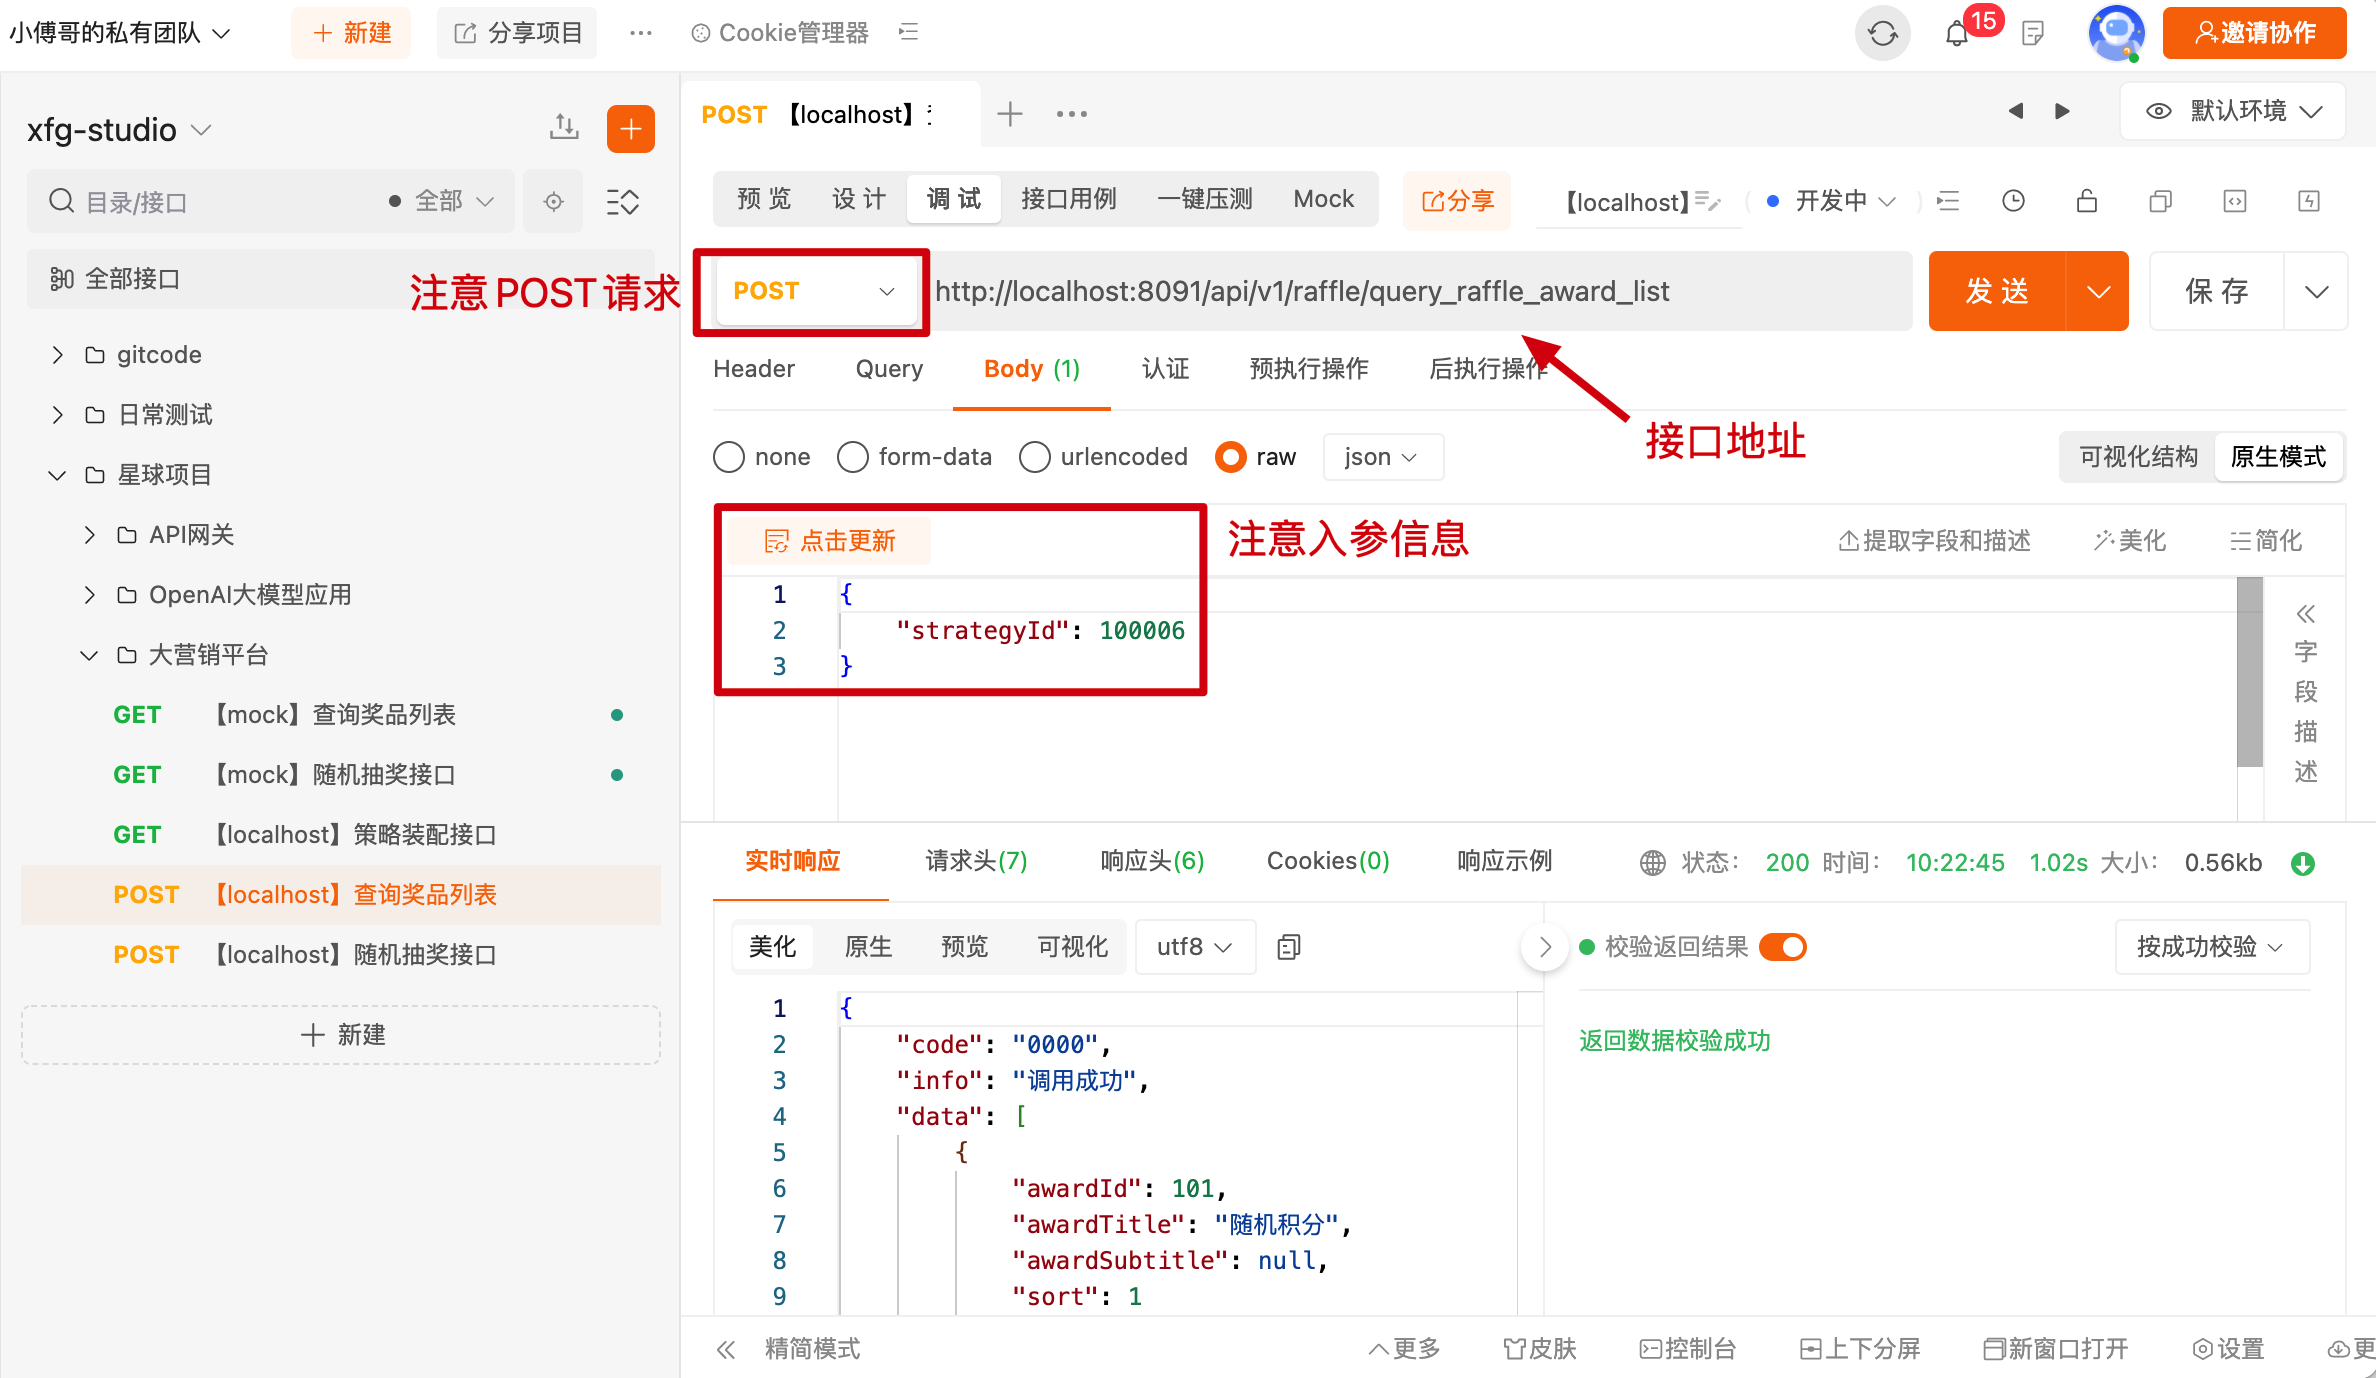 小傅哥的私有团队
新建
分享项目
Cookie管理器
15
邀请协作
xfg-studio
目录/接口
全部
全部接口
gitcode
日常测试
星球项目
API网关
OpenAI大模型应用
大营销平台
GET 【mock】查询奖品列表
GET 【mock】随机抽奖接口
GET 【localhost】策略装配接口
POST 【localhost】查询奖品列表
POST 【localhost】随机抽奖接口
新建
POST 【localhost】
默认环境
预 览 设 计 调 试 接口用例 一键压测 Mock
分享
【localhost】
开发中
注意 POST 请求
POST
http://localhost:8091/api/v1/raffle/query_raffle_award_list
发 送
保 存
Header Query Body (1) 认证 预执行操作 后执行操作
接口地址
none form-data urlencoded raw json
可视化结构 原生模式
点击更新
注意入参信息
提取字段和描述 美化 简化
1 {
2 "strategyId": 100006
3 }
字段描述
实时响应 请求头(7) 响应头(6) Cookies(0) 响应示例
状态： 200 时间： 10:22:45 1.02s 大小： 0.56kb
美化 原生 预览 可视化 utf8
校验返回结果
按成功校验
返回数据校验成功
1 {
2 "code": "0000",
3 "info": "调用成功",
4 "data": [
5 {
6 "awardId": 101,
7 "awardTitle": "随机积分",
8 "awardSubtitle": null,
9 "sort": 1
精简模式
更多 皮肤 控制台 上下分屏 新窗口打开 设置 更